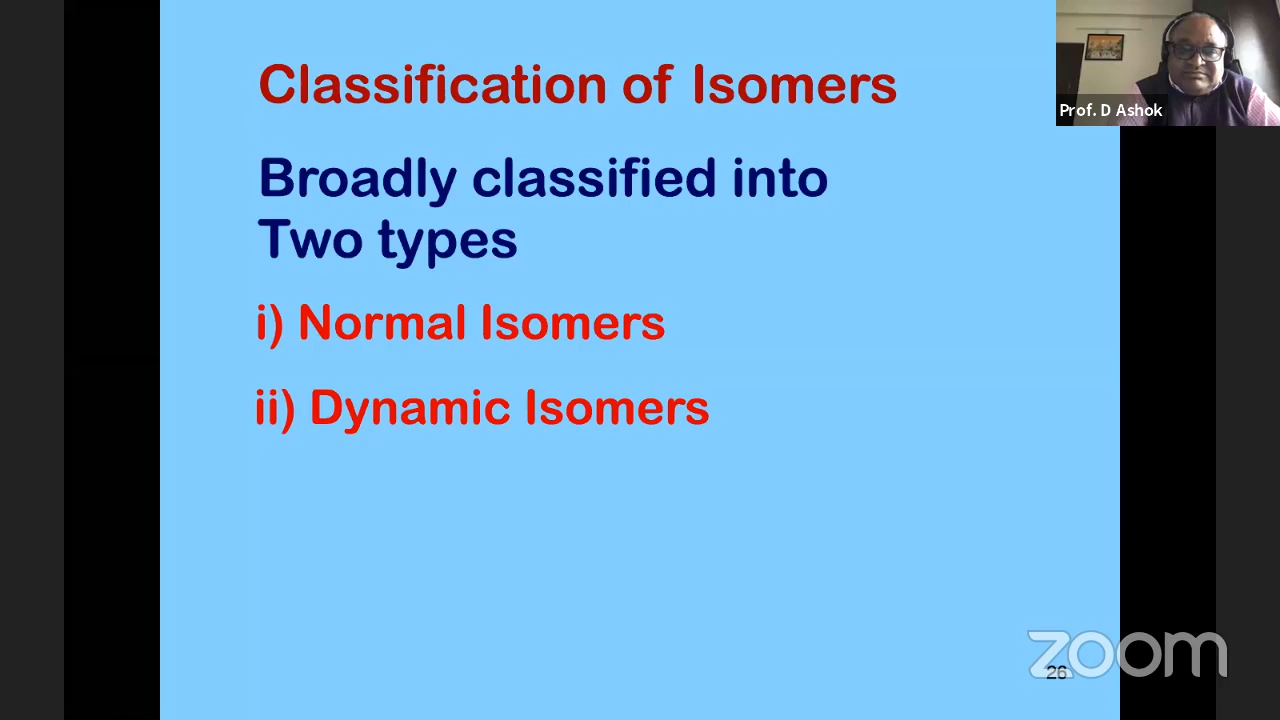 Classification of Isomers
Prof. D Ashok
Broadly classified into
Two types
i) Normal Isomers
ii) Dynamic Isomers
zoom
26